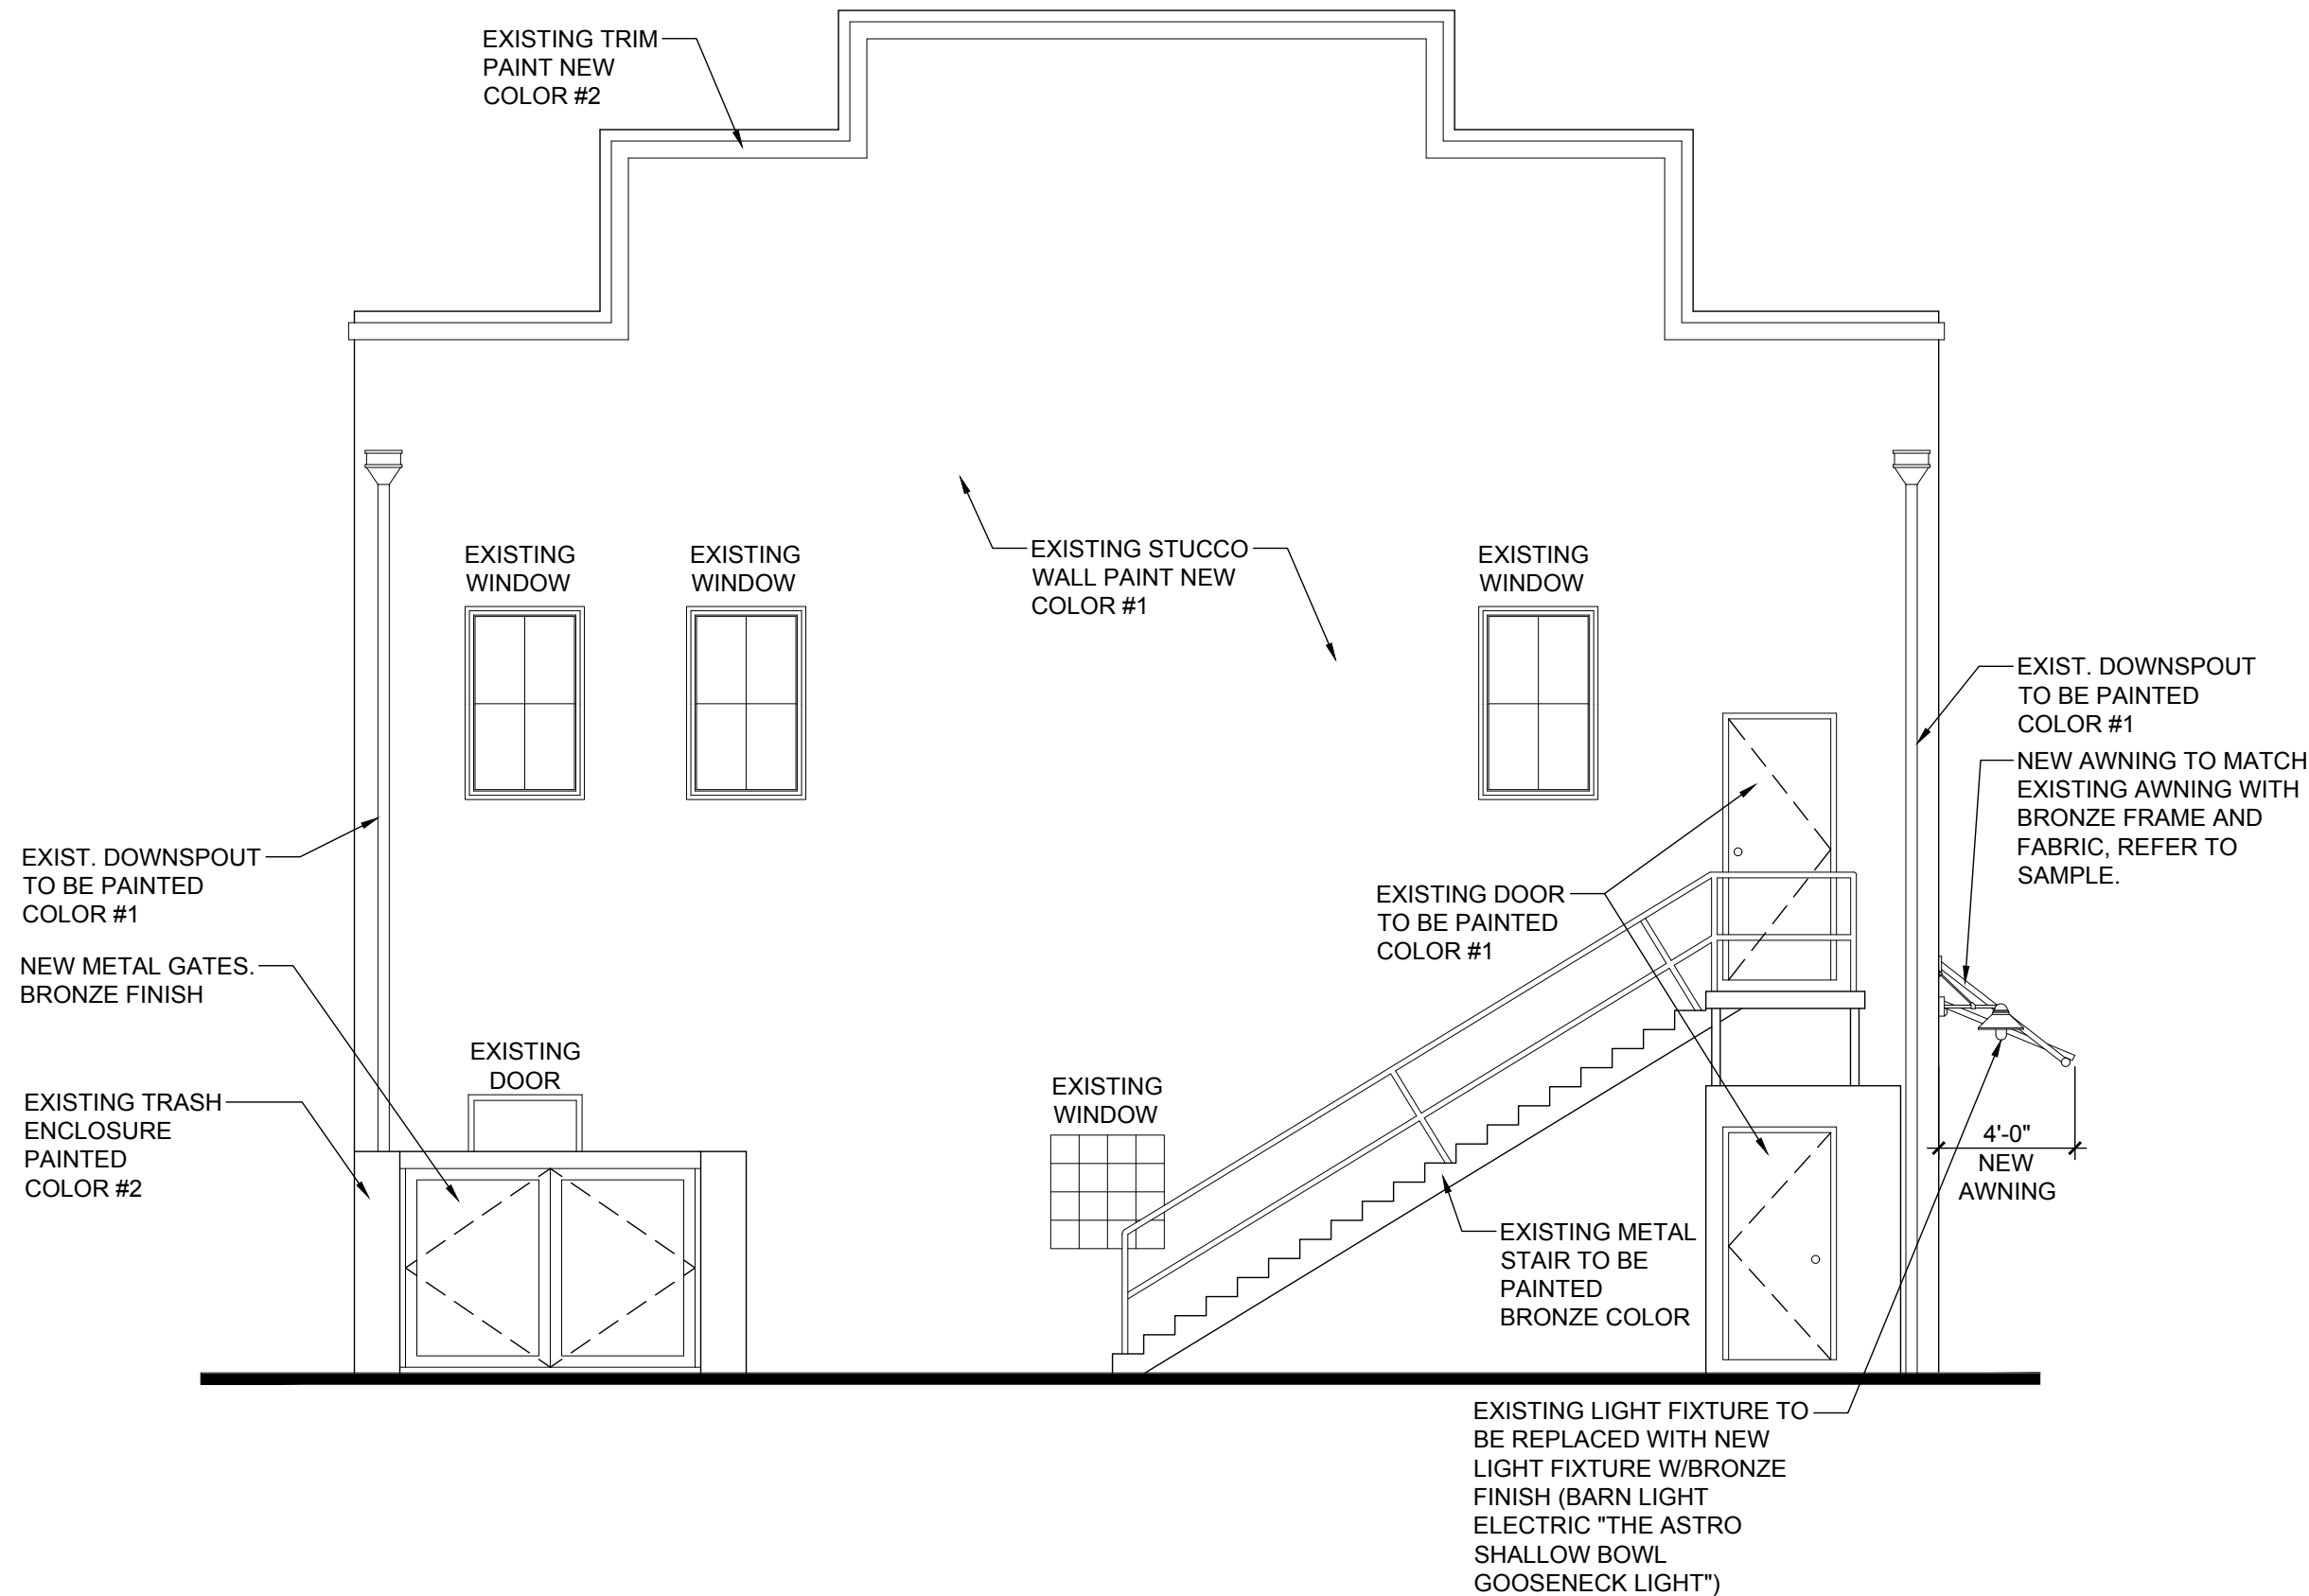 EXISTING TRIM
PAINT NEW
COLOR #2
EXISTING
WINDOW
EXISTING
WINDOW
EXISTING STUCCO
WALL PAINT NEW
COLOR #1
EXISTING
WINDOW
EXIST. DOWNSPOUT
TO BE PAINTED
COLOR #1
NEW AWNING TO MATCH
EXISTING AWNING WITH
BRONZE FRAME AND
FABRIC, REFER TO
SAMPLE.
EXIST. DOWNSPOUT
TO BE PAINTED
COLOR #1
EXISTING DOOR
TO BE PAINTED
COLOR #1
NEW METAL GATES.
BRONZE FINISH
EXISTING
DOOR
EXISTING
WINDOW
EXISTING TRASH
ENCLOSURE
PAINTED
COLOR #2
4'-0"
NEW
AWNING
EXISTING METAL
STAIR TO BE
PAINTED
BRONZE COLOR
EXISTING LIGHT FIXTURE TO
BE REPLACED WITH NEW
LIGHT FIXTURE W/BRONZE
FINISH (BARN LIGHT
ELECTRIC "THE ASTRO
SHALLOW BOWL
GOOSENECK LIGHT")